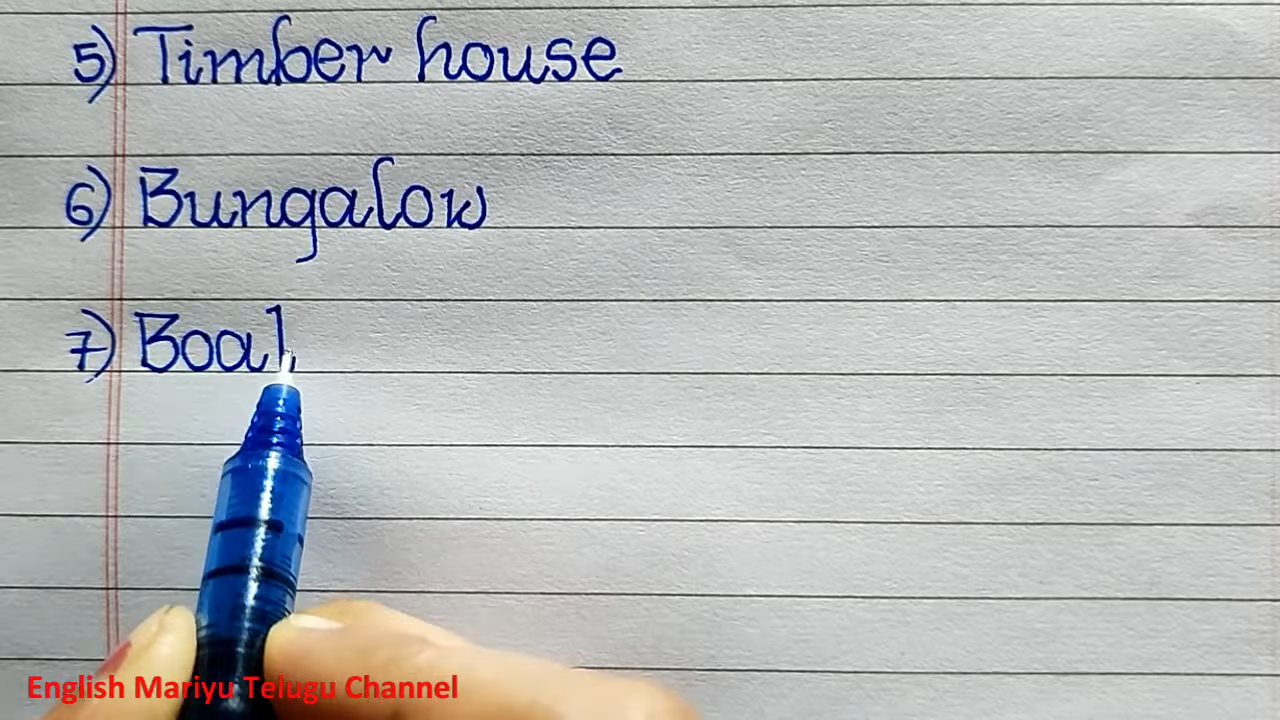 5) Timber house
6) Bungalow
7) Boat
English Mariyu Telugu Channel